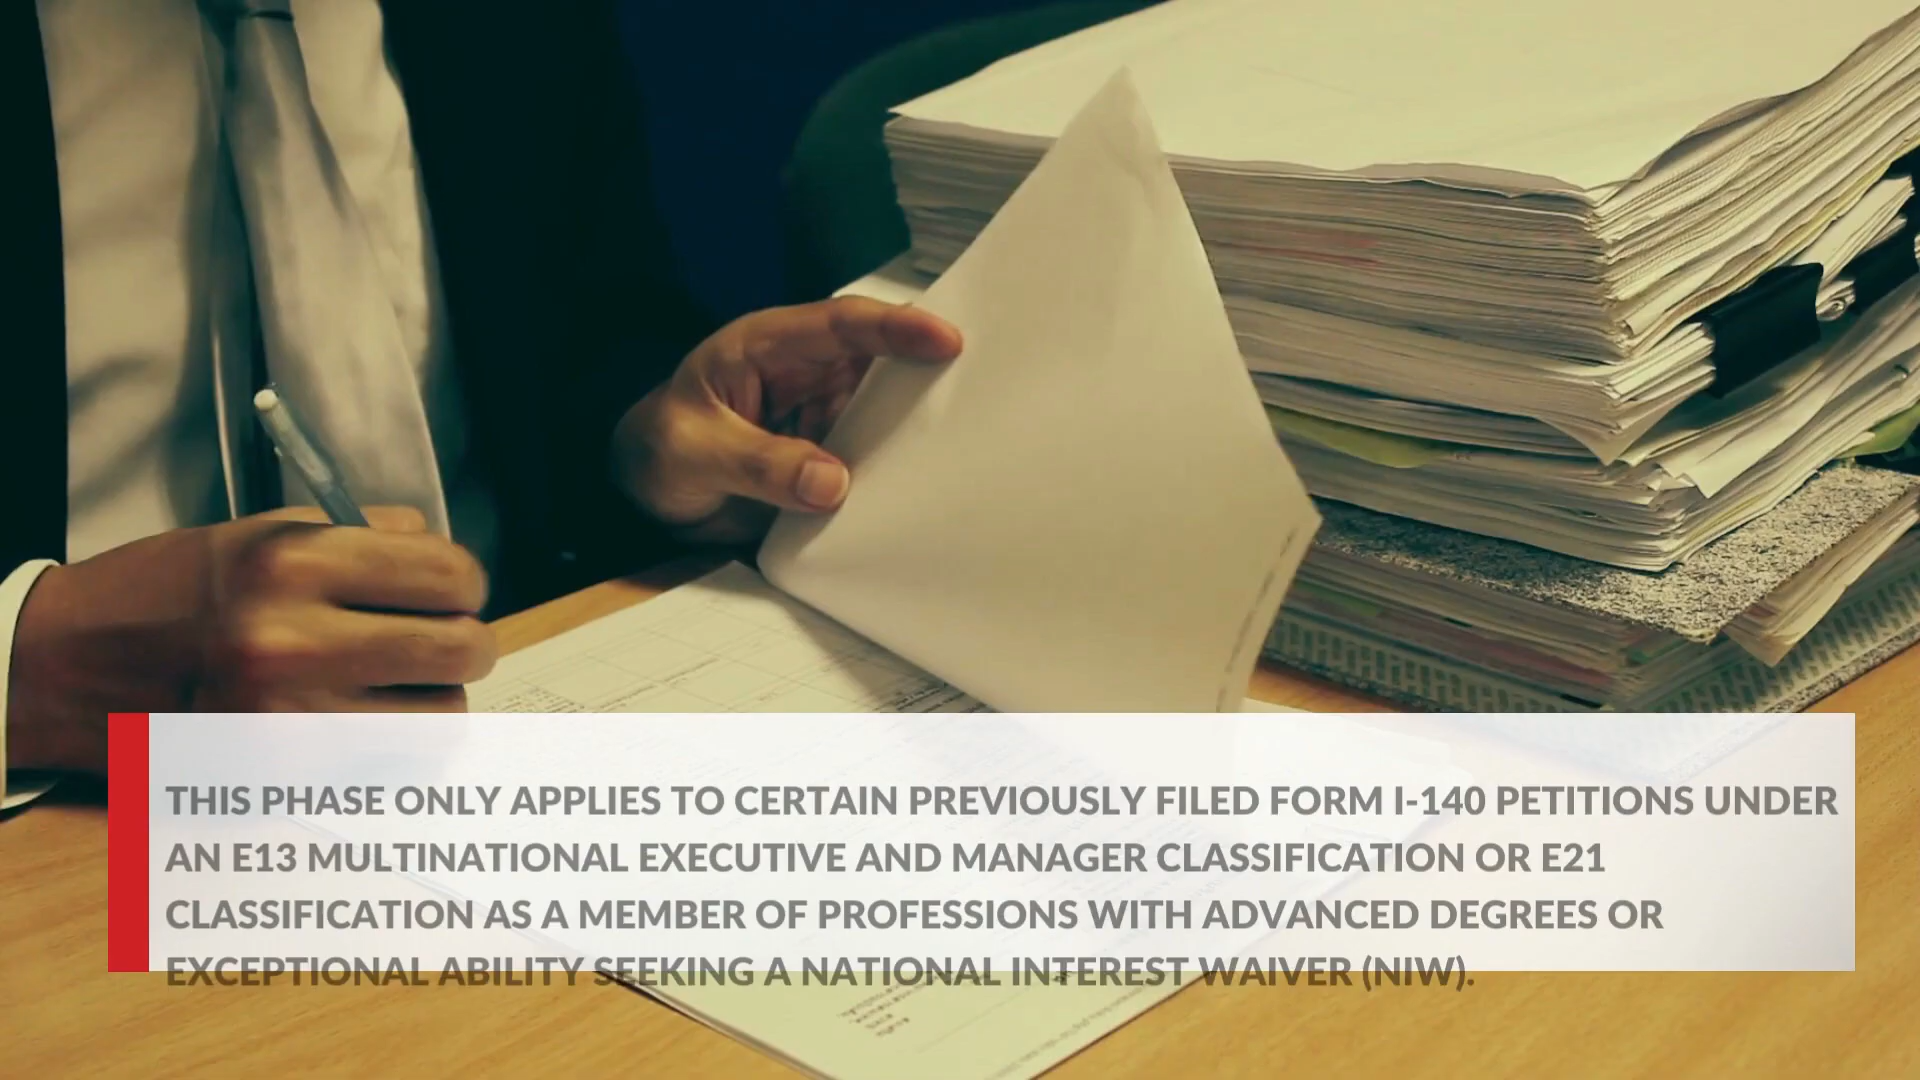 THIS PHASE ONLY APPLIES TO CERTAIN PREVIOUSLY FILED FORM I-140 PETITIONS UNDER
AN E13 MULTINATIONAL EXECUTIVE AND MANAGER CLASSIFICATION OR E21
CLASSIFICATION AS A MEMBER OF PROFESSIONS WITH ADVANCED DEGREES OR
EXCEPTIONAL ABILITY SEEKING A NATIONAL INTEREST WAIVER (NIW).